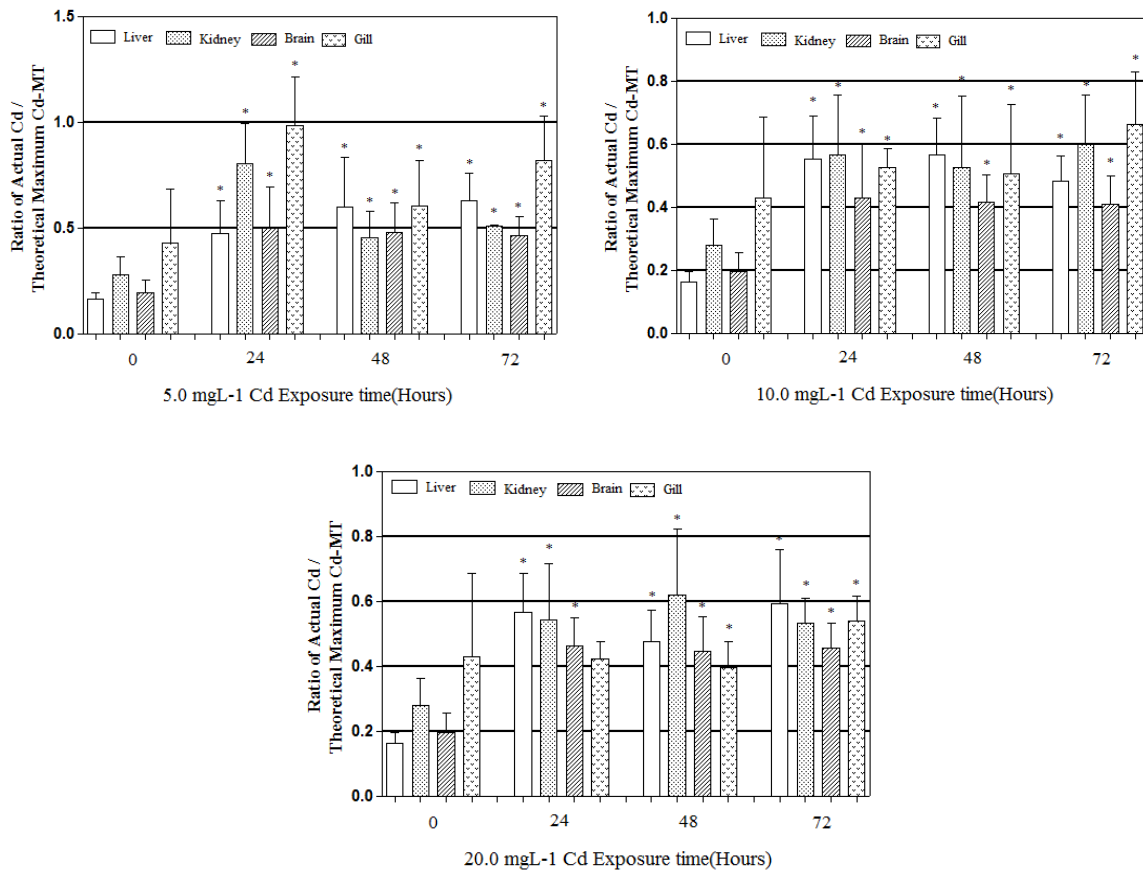 Ratio of Actual Cd /
Theoretical Maximum Cd-MT
1.5
1.0
0.5
0.0
Liver Kidney Brain Gill
* * * *
* * * *
* * * *
0 24 48 72
5.0 mgL-1 Cd Exposure time(Hours)
Ratio of Actual Cd /
Theoretical Maximum Cd-MT
1.0
0.8
0.6
0.4
0.2
0.0
Liver Kidney Brain Gill
* * * *
* * * *
* * * *
0 24 48 72
10.0 mgL-1 Cd Exposure time(Hours)
Ratio of Actual Cd /
Theoretical Maximum Cd-MT
1.0
0.8
0.6
0.4
0.2
0.0
Liver Kidney Brain Gill
* * *
* * * *
* * * *
0 24 48 72
20.0 mgL-1 Cd Exposure time(Hours)